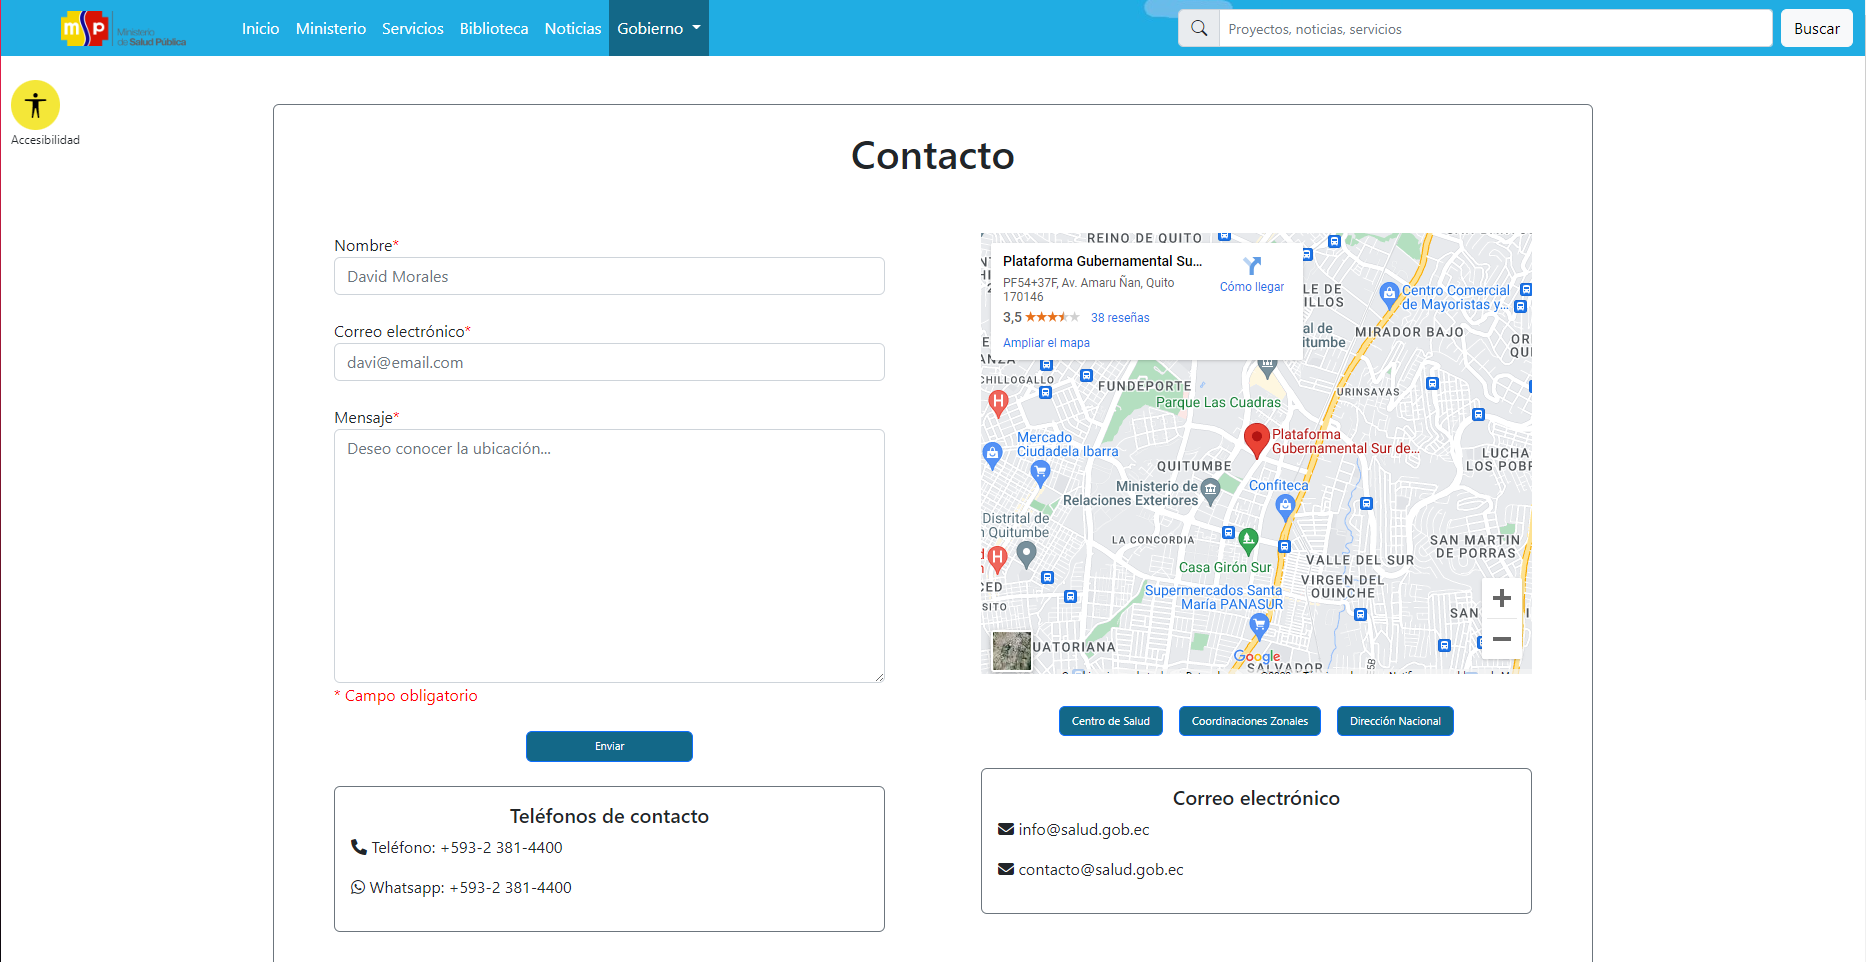 msp
Ministerio
de Salud Pública
Inicio
Ministerio
Servicios
Biblioteca
Noticias
Gobierno
Proyectos, noticias, servicios
Buscar
Accesibilidad
Contacto
Nombre*
David Morales
Correo electrónico*
davi@email.com
Mensaje*
Deseo conocer la ubicación...
* Campo obligatorio
Enviar
Teléfonos de contacto
Teléfono: +593-2 381-4400
Whatsapp: +593-2 381-4400
REINO DE QUITO
Plataforma Gubernamental Su...
PF54+37F, Av. Amaru Ñan, Quito
170146
3,5
38 reseñas
Ampliar el mapa
Cómo llegar
Centro Comercial
de Mayoristas y...
MIRADOR BAJO
CHILLOGALLO
FUNDEPORTE
URINSAYAS
Parque Las Cuadras
Mercado
Ciudadela Ibarra
Plataforma
Gubernamental Sur de...
LUCHA
LOS POBR
QUITUMBE
Ministerio de
Relaciones Exteriores
Confiteca
Distrital de
n Quitumbe
LA CONCORDIA
SAN MARTIN
DE PORRAS
Casa Girón Sur
VALLE DEL SUR
VIRGEN DEL
QUINCHE
Supermercados Santa
María PANASUR
SAN
UATORIANA
Google
SALVADOR
Centro de Salud
Coordinaciones Zonales
Dirección Nacional
Correo electrónico
info@salud.gob.ec
contacto@salud.gob.ec